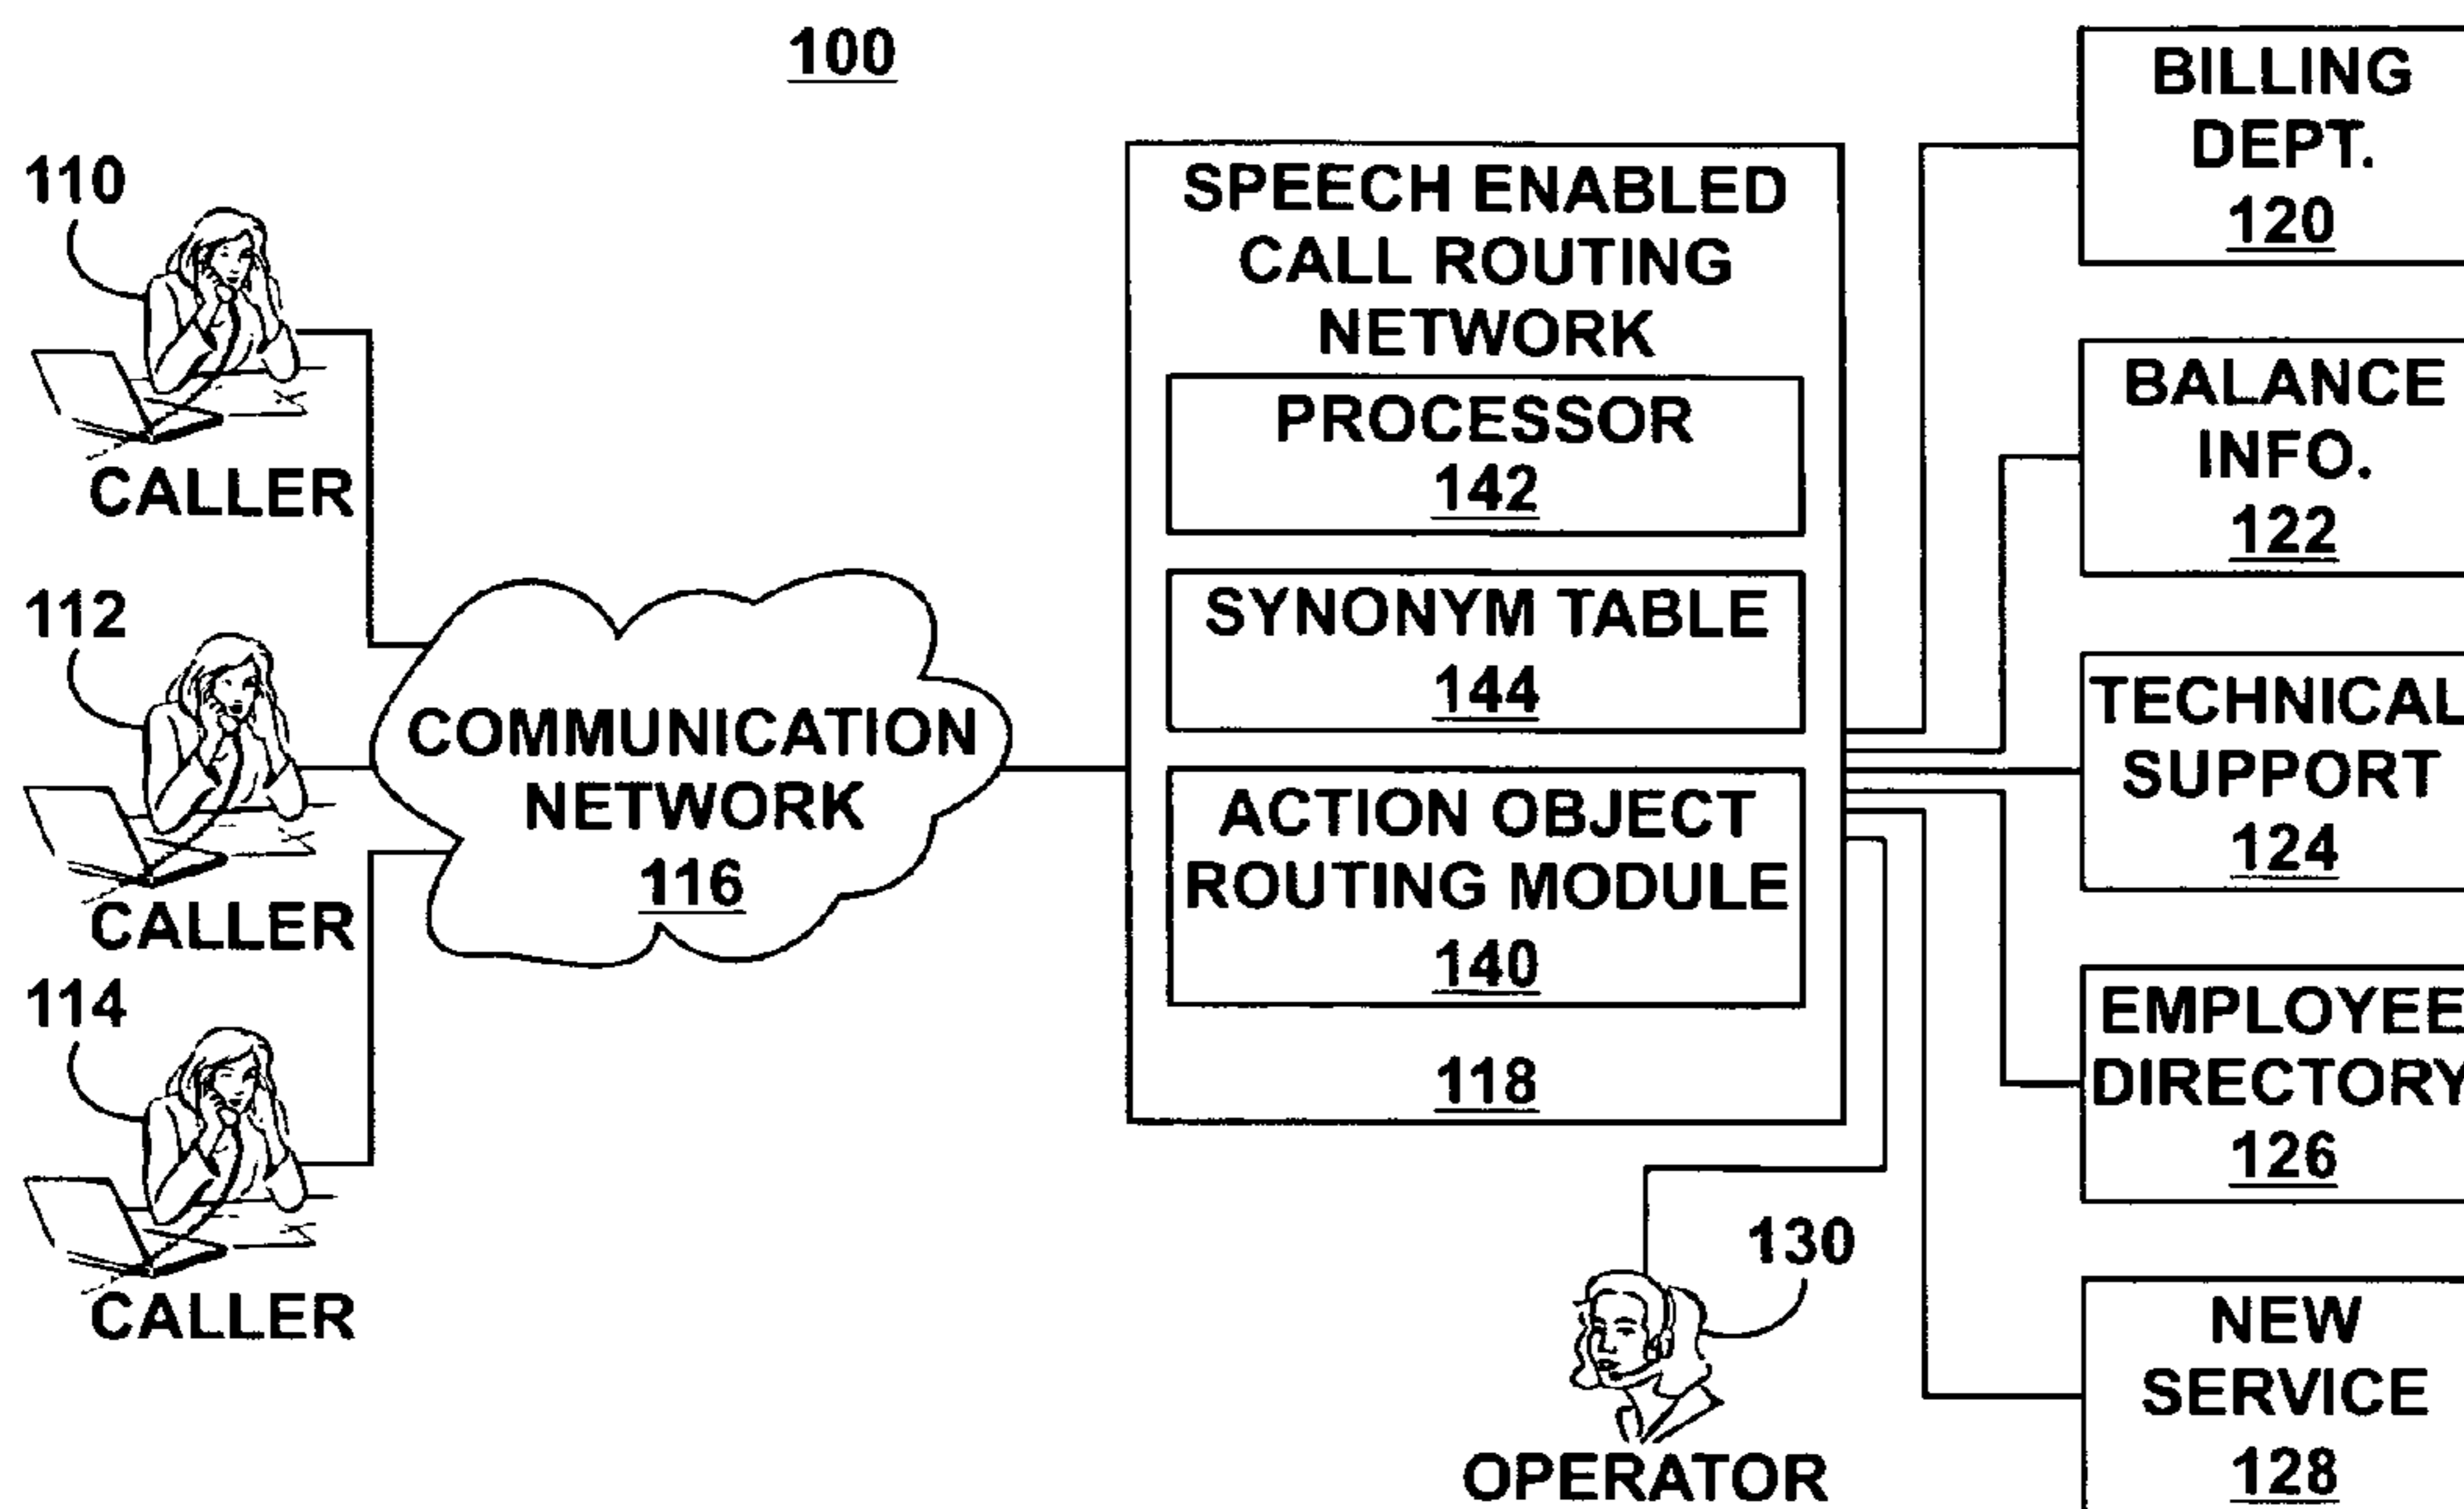 100
110
CALLER
112
CALLER
114
CALLER
COMMUNICATION
NETWORK
116
SPEECH ENABLED
CALL ROUTING
NETWORK
PROCESSOR
142
SYNONYM TABLE
144
ACTION OBJECT
ROUTING MODULE
140
118
130
OPERATOR
BILLING
DEPT.
120
BALANCE
INFO.
122
TECHNICAL
SUPPORT
124
EMPLOYEE
DIRECTORY
126
NEW
SERVICE
128